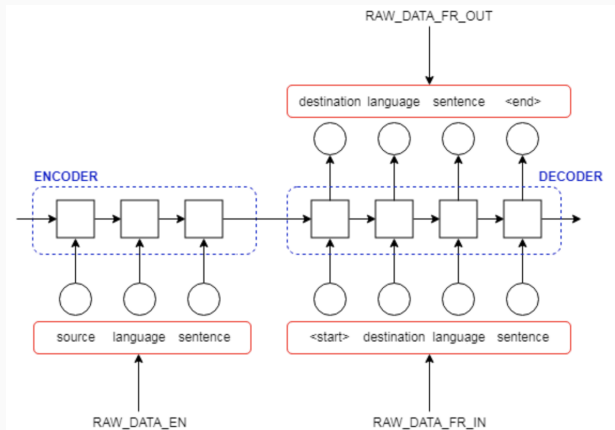 RAW_DATA_FR_OUT
destination language sentence <end>
ENCODER
DECODER
source language sentence
<start> destination language sentence
RAW_DATA_EN
RAW_DATA_FR_IN